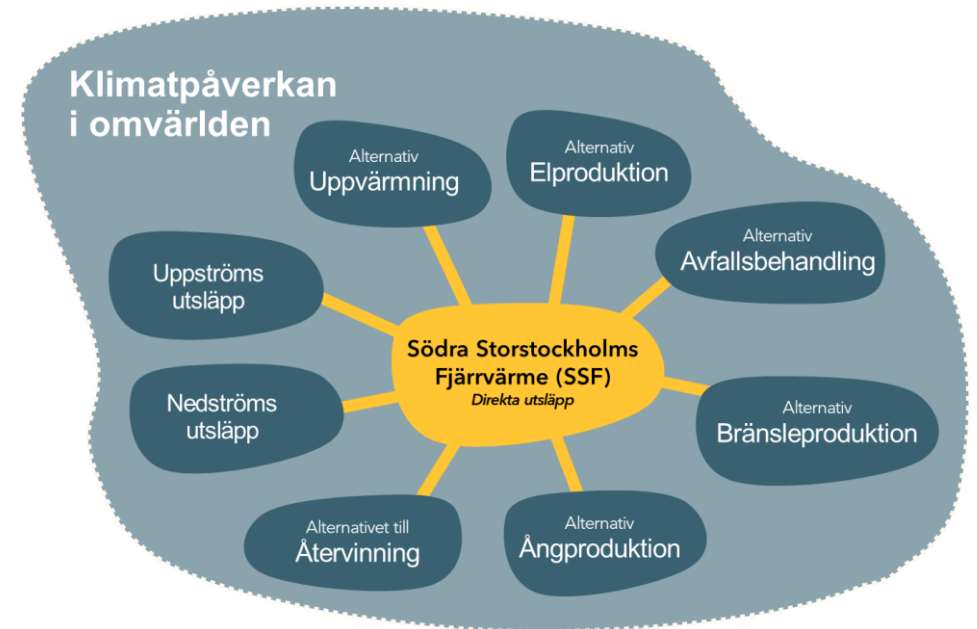 Klimatpåverkan
i omvärlden
Alternativ
Uppvärmning
Alternativ
Elproduktion
Alternativ
Avfallsbehandling
Uppströms
utsläpp
Södra Storstockholms
Fjärrvärme (SSF)
Direkta utsläpp
Nedströms
utsläpp
Alternativ
Bränsleproduktion
Alternativet till
Återvinning
Alternativ
Ångproduktion